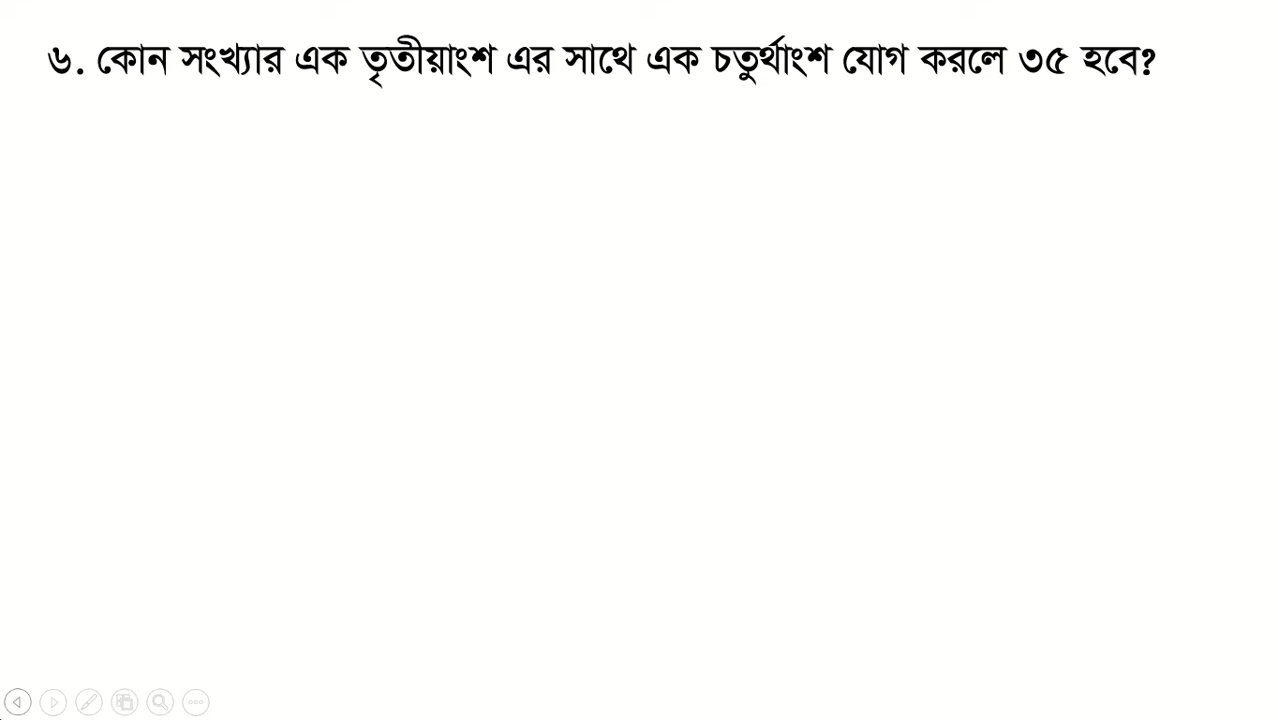 ৬. কোন সংখ্যার এক তৃতীয়াংশ এর সাথে এক চতুর্থাংশ যোগ করলে ৩৫ হবে?